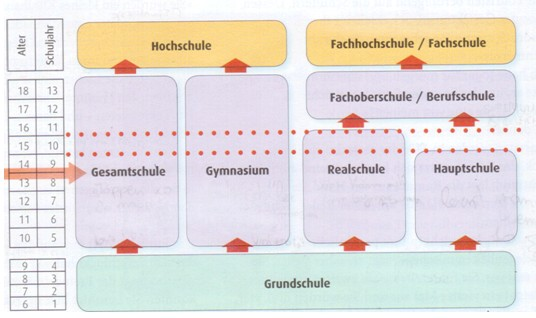 Alter Schuljahr
Hochschule
Fachhochschule / Fachschule
18 13
17 12
16 11
15 10
14 9
13 8
12 7
11 6
10 5
Fachoberschule / Berufsschule
Gesamtschule
Gymnasium
Realschule
Hauptschule
9 4
8 3
7 2
6 1
Grundschule